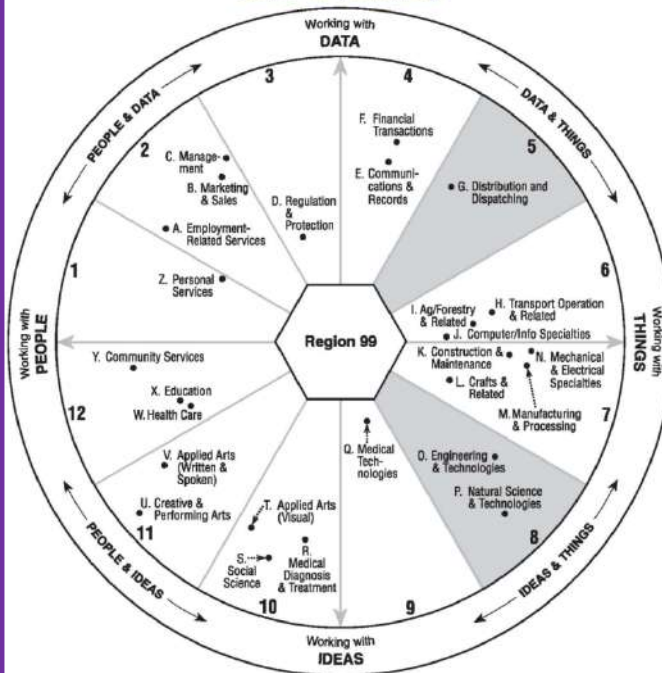 Working with
DATA
PEOPLE & DATA
DATA & THINGS
3
4
2
5
1
6
F. Financial
Transactions
C. Manage-
ment
B. Marketing
& Sales
E. Communi-
cations &
Records
G. Distribution and
Dispatching
D. Regulation
&
Protection
A. Employment-
Related Services
Z. Personal
Services
Working with
PEOPLE
Region 99
I. Ag/Forestry
& Related
H. Transport Operation
& Related
J. Computer/Info Specialties
Working with
THINGS
Y. Community Services
K. Construction &
Maintenance
N. Mechanical
& Electrical
Specialties
X. Education
W. Health Care
L. Crafts &
Related
M. Manufacturing
& Processing
12
7
V. Applied Arts
(Written &
Spoken)
Q. Medical
Tech-
nologies
O. Engineering
& Technologies
U. Creative &
Performing Arts
T. Applied Arts
(Visual)
P. Natural Science
& Technologies
S.
Social
Science
R.
Medical
Diagnosis
& Treatment
11
8
10
9
PEOPLE & IDEAS
IDEAS & THINGS
Working with
IDEAS